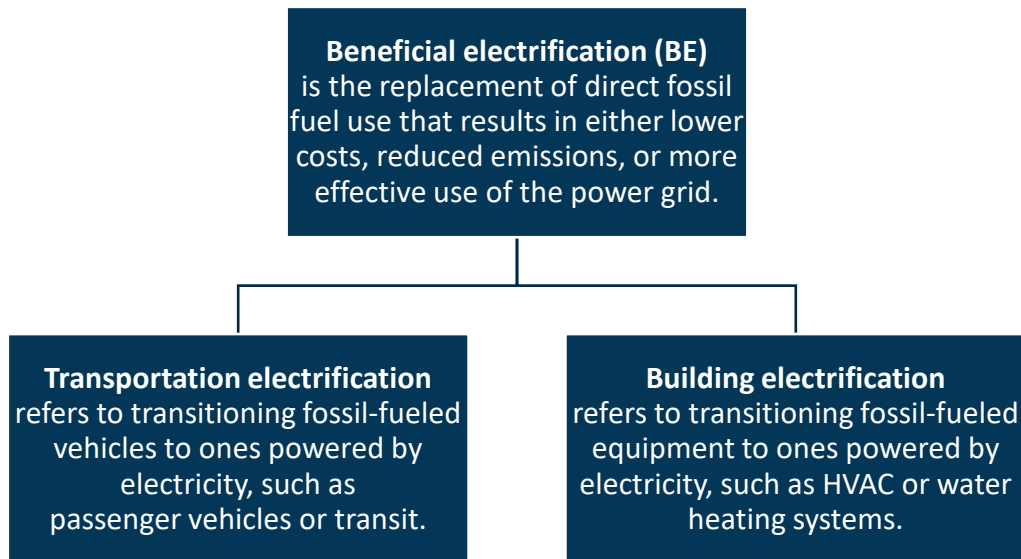 Beneficial electrification (BE)
is the replacement of direct fossil
fuel use that results in either lower
costs, reduced emissions, or more
effective use of the power grid.
Transportation electrification
refers to transitioning fossil-fueled
vehicles to ones powered by
electricity, such as
passenger vehicles or transit.
Building electrification
refers to transitioning fossil-fueled
equipment to ones powered by
electricity, such as HVAC or water
heating systems.